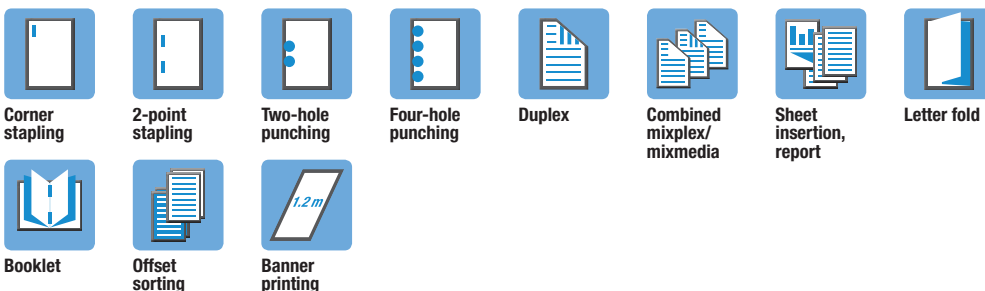 Corner
stapling
2-point
stapling
Two-hole
punching
Four-hole
punching
Duplex
Combined
mixplex/
mixmedia
Sheet
insertion,
report
Letter fold
1.2 m
Booklet
Offset
sorting
Banner
printing